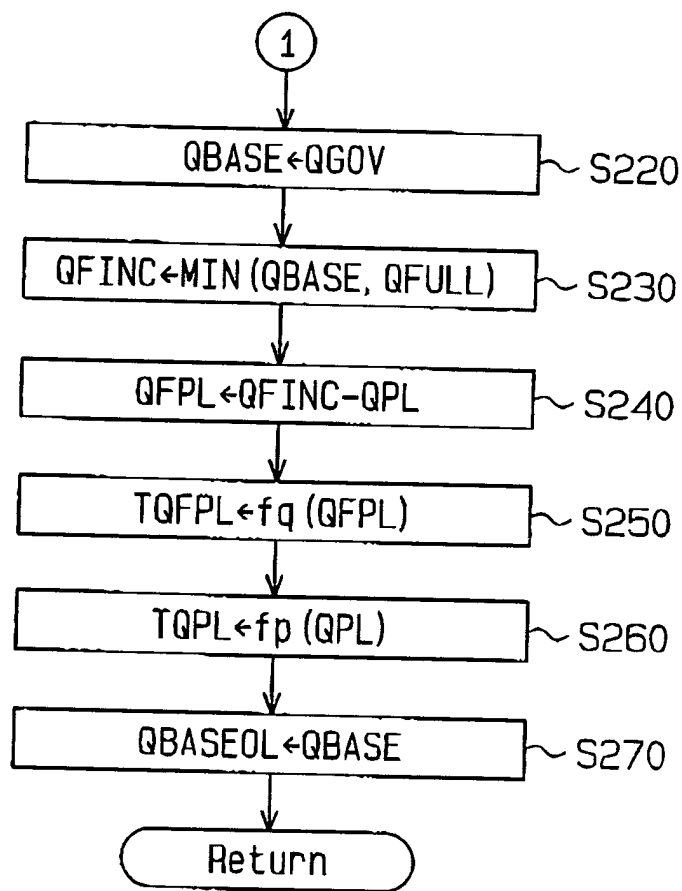 1
QBASE←QGOV
S220
QFINC←MIN(QBASE, QFULL)
S230
QFPL←QFINC-QPL
S240
TQFPL←fq(QFPL)
S250
TQPL←fp(QPL)
S260
QBASEOL←QBASE
S270
Return